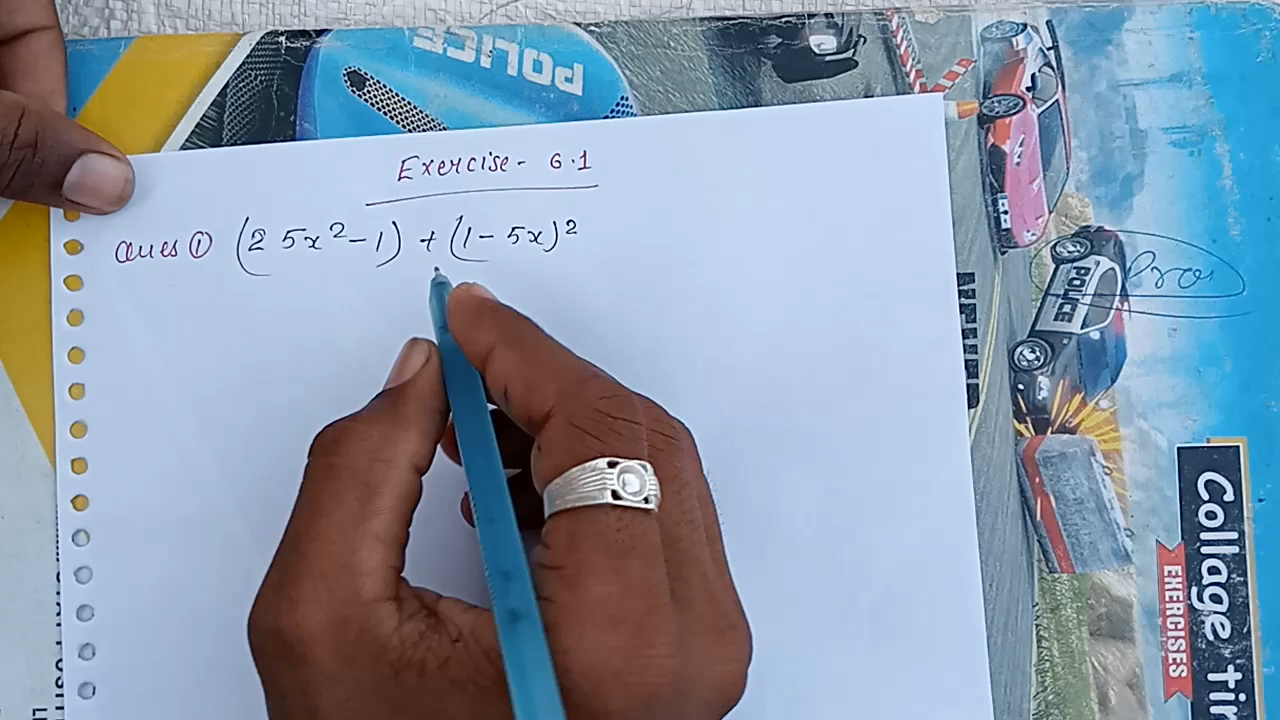 POLICE
Exercise - 6.1
Ques ① (25x²-1) + (1-5x)²
POLICE
Collage
EXERCISES